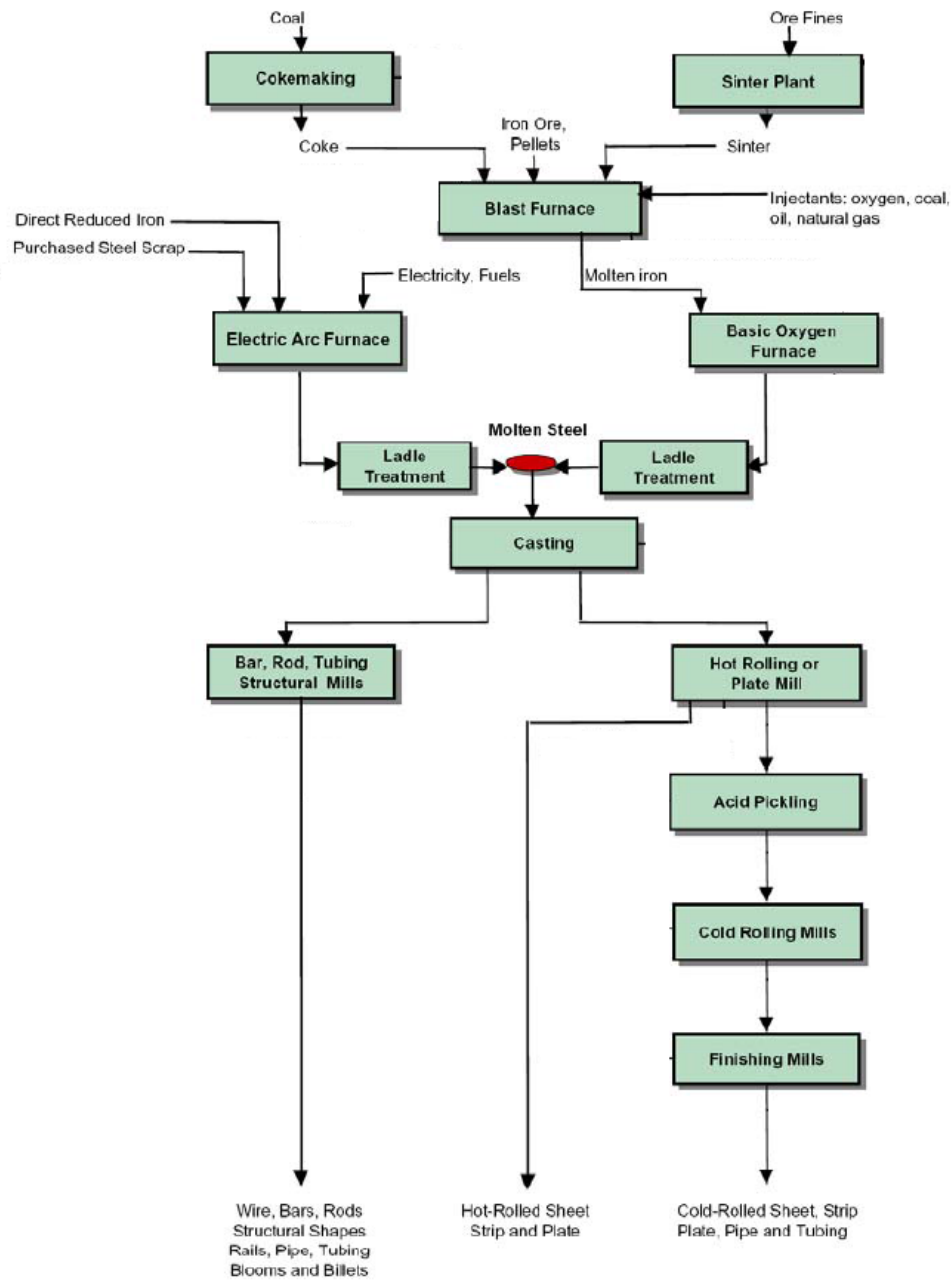 Coal
Ore Fines
Cokemaking
Sinter Plant
Iron Ore,
Pellets
Coke
Sinter
Blast Furnace
Injectants: oxygen, coal,
oil, natural gas
Direct Reduced Iron
Purchased Steel Scrap
Electricity, Fuels
Molten iron
Electric Arc Furnace
Basic Oxygen
Furnace
Molten Steel
Ladle
Treatment
Ladle
Treatment
Casting
Bar, Rod, Tubing
Structural Mills
Hot Rolling or
Plate Mill
Acid Pickling
Cold Rolling Mills
Finishing Mills
Wire, Bars, Rods
Structural Shapes
Rails, Pipe, Tubing
Blooms and Billets
Hot-Rolled Sheet
Strip and Plate
Cold-Rolled Sheet, Strip
Plate, Pipe and Tubing